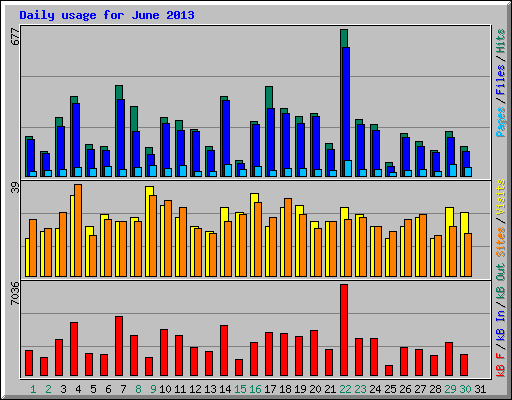 Daily usage for June 2013
677
Pages / Files / Hits
39
Sites / Visits
7036
kB F / kB In / kB Out
1 2 3 4 5 6 7 8 9 10 11 12 13 14 15 16 17 18 19 20 21 22 23 24 25 26 27 28 29 30 31